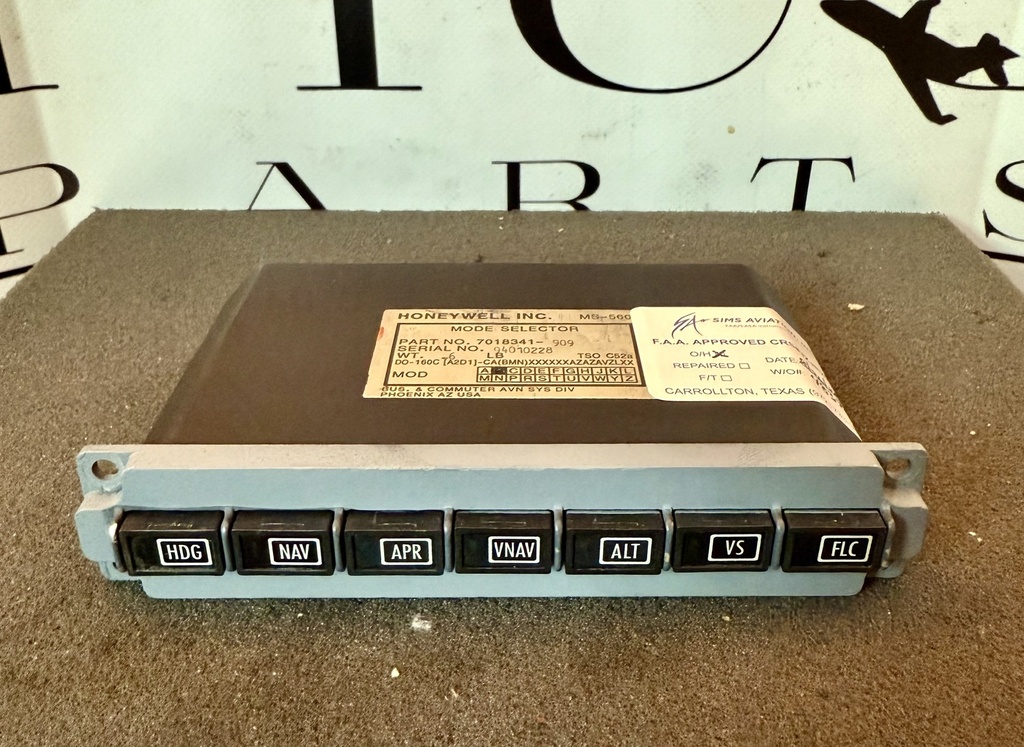 PARTS
HONEYWELL INC. MS-560
MODE SELECTOR
PART NO. 7018341- 909
SERIAL NO. 94010228
WT. .6 LB TSO C52a
DO-160C [A2D1]-CA(BMN)XXXXXXAZAZAVZLXX
MOD A C D E F G H I J K L
M N P R S T U V W X Y Z
BUS. & COMMUTER AVN SYS DIV
PHOENIX AZ USA
SA SIMS AVIAT
F.A.A. APPROVED
O/H X
REPAIRED □ DATE
F/T □ W/O#
CARROLLTON, TEXAS
HDG NAV APR VNAV ALT VS FLC